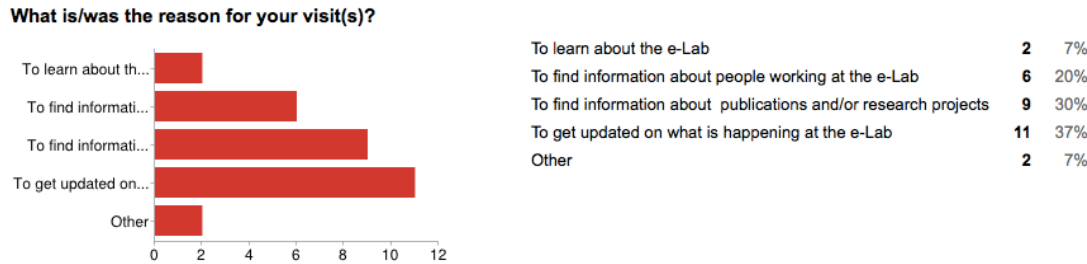 What is/was the reason for your visit(s)?
To learn about th...
To find informati...
To find informati...
To get updated on...
Other
0 2 4 6 8 10 12
To learn about the e-Lab 2 7%
To find information about people working at the e-Lab 6 20%
To find information about publications and/or research projects 9 30%
To get updated on what is happening at the e-Lab 11 37%
Other 2 7%